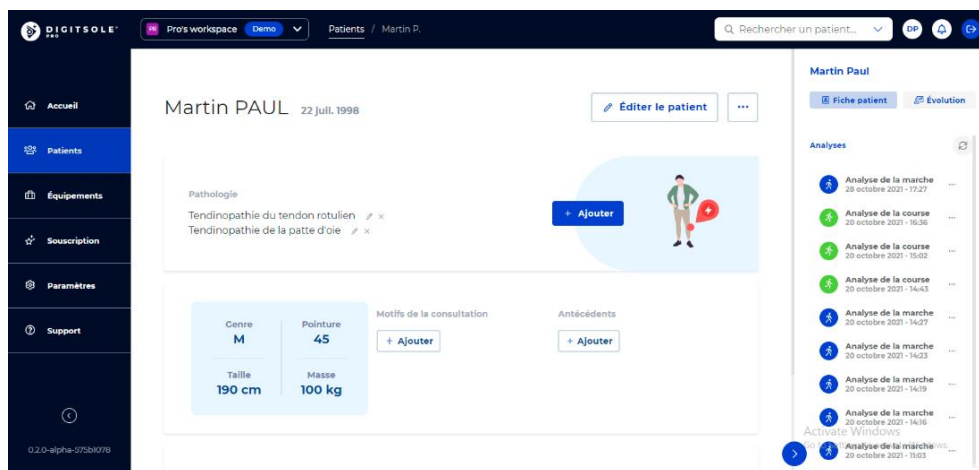 DIGITSOLE
PRO
PR Pro's workspace Demo
Patients / Martin P.
Rechercher un patient...
DP
Accueil
Patients
Équipements
Souscription
Paramètres
Support
0.2.0-alpha-575b1078
Martin PAUL 22 juil. 1998
Éditer le patient
...
Pathologie
Tendinopathie du tendon rotulien
Tendinopathie de la patte d'oie
+ Ajouter
Genre
M
Pointure
45
Taille
190 cm
Masse
100 kg
Motifs de la consultation
+ Ajouter
Antécédents
+ Ajouter
Martin Paul
Fiche patient
Évolution
Analyses
Analyse de la marche
28 octobre 2021 - 17:27
Analyse de la course
20 octobre 2021 - 16:36
Analyse de la course
20 octobre 2021 - 15:02
Analyse de la course
20 octobre 2021 - 14:43
Analyse de la marche
20 octobre 2021 - 14:27
Analyse de la marche
20 octobre 2021 - 14:23
Analyse de la marche
20 octobre 2021 - 14:19
Analyse de la marche
20 octobre 2021 - 14:16
Activate Windows
Analyse de la marche
20 octobre 2021 - 11:03